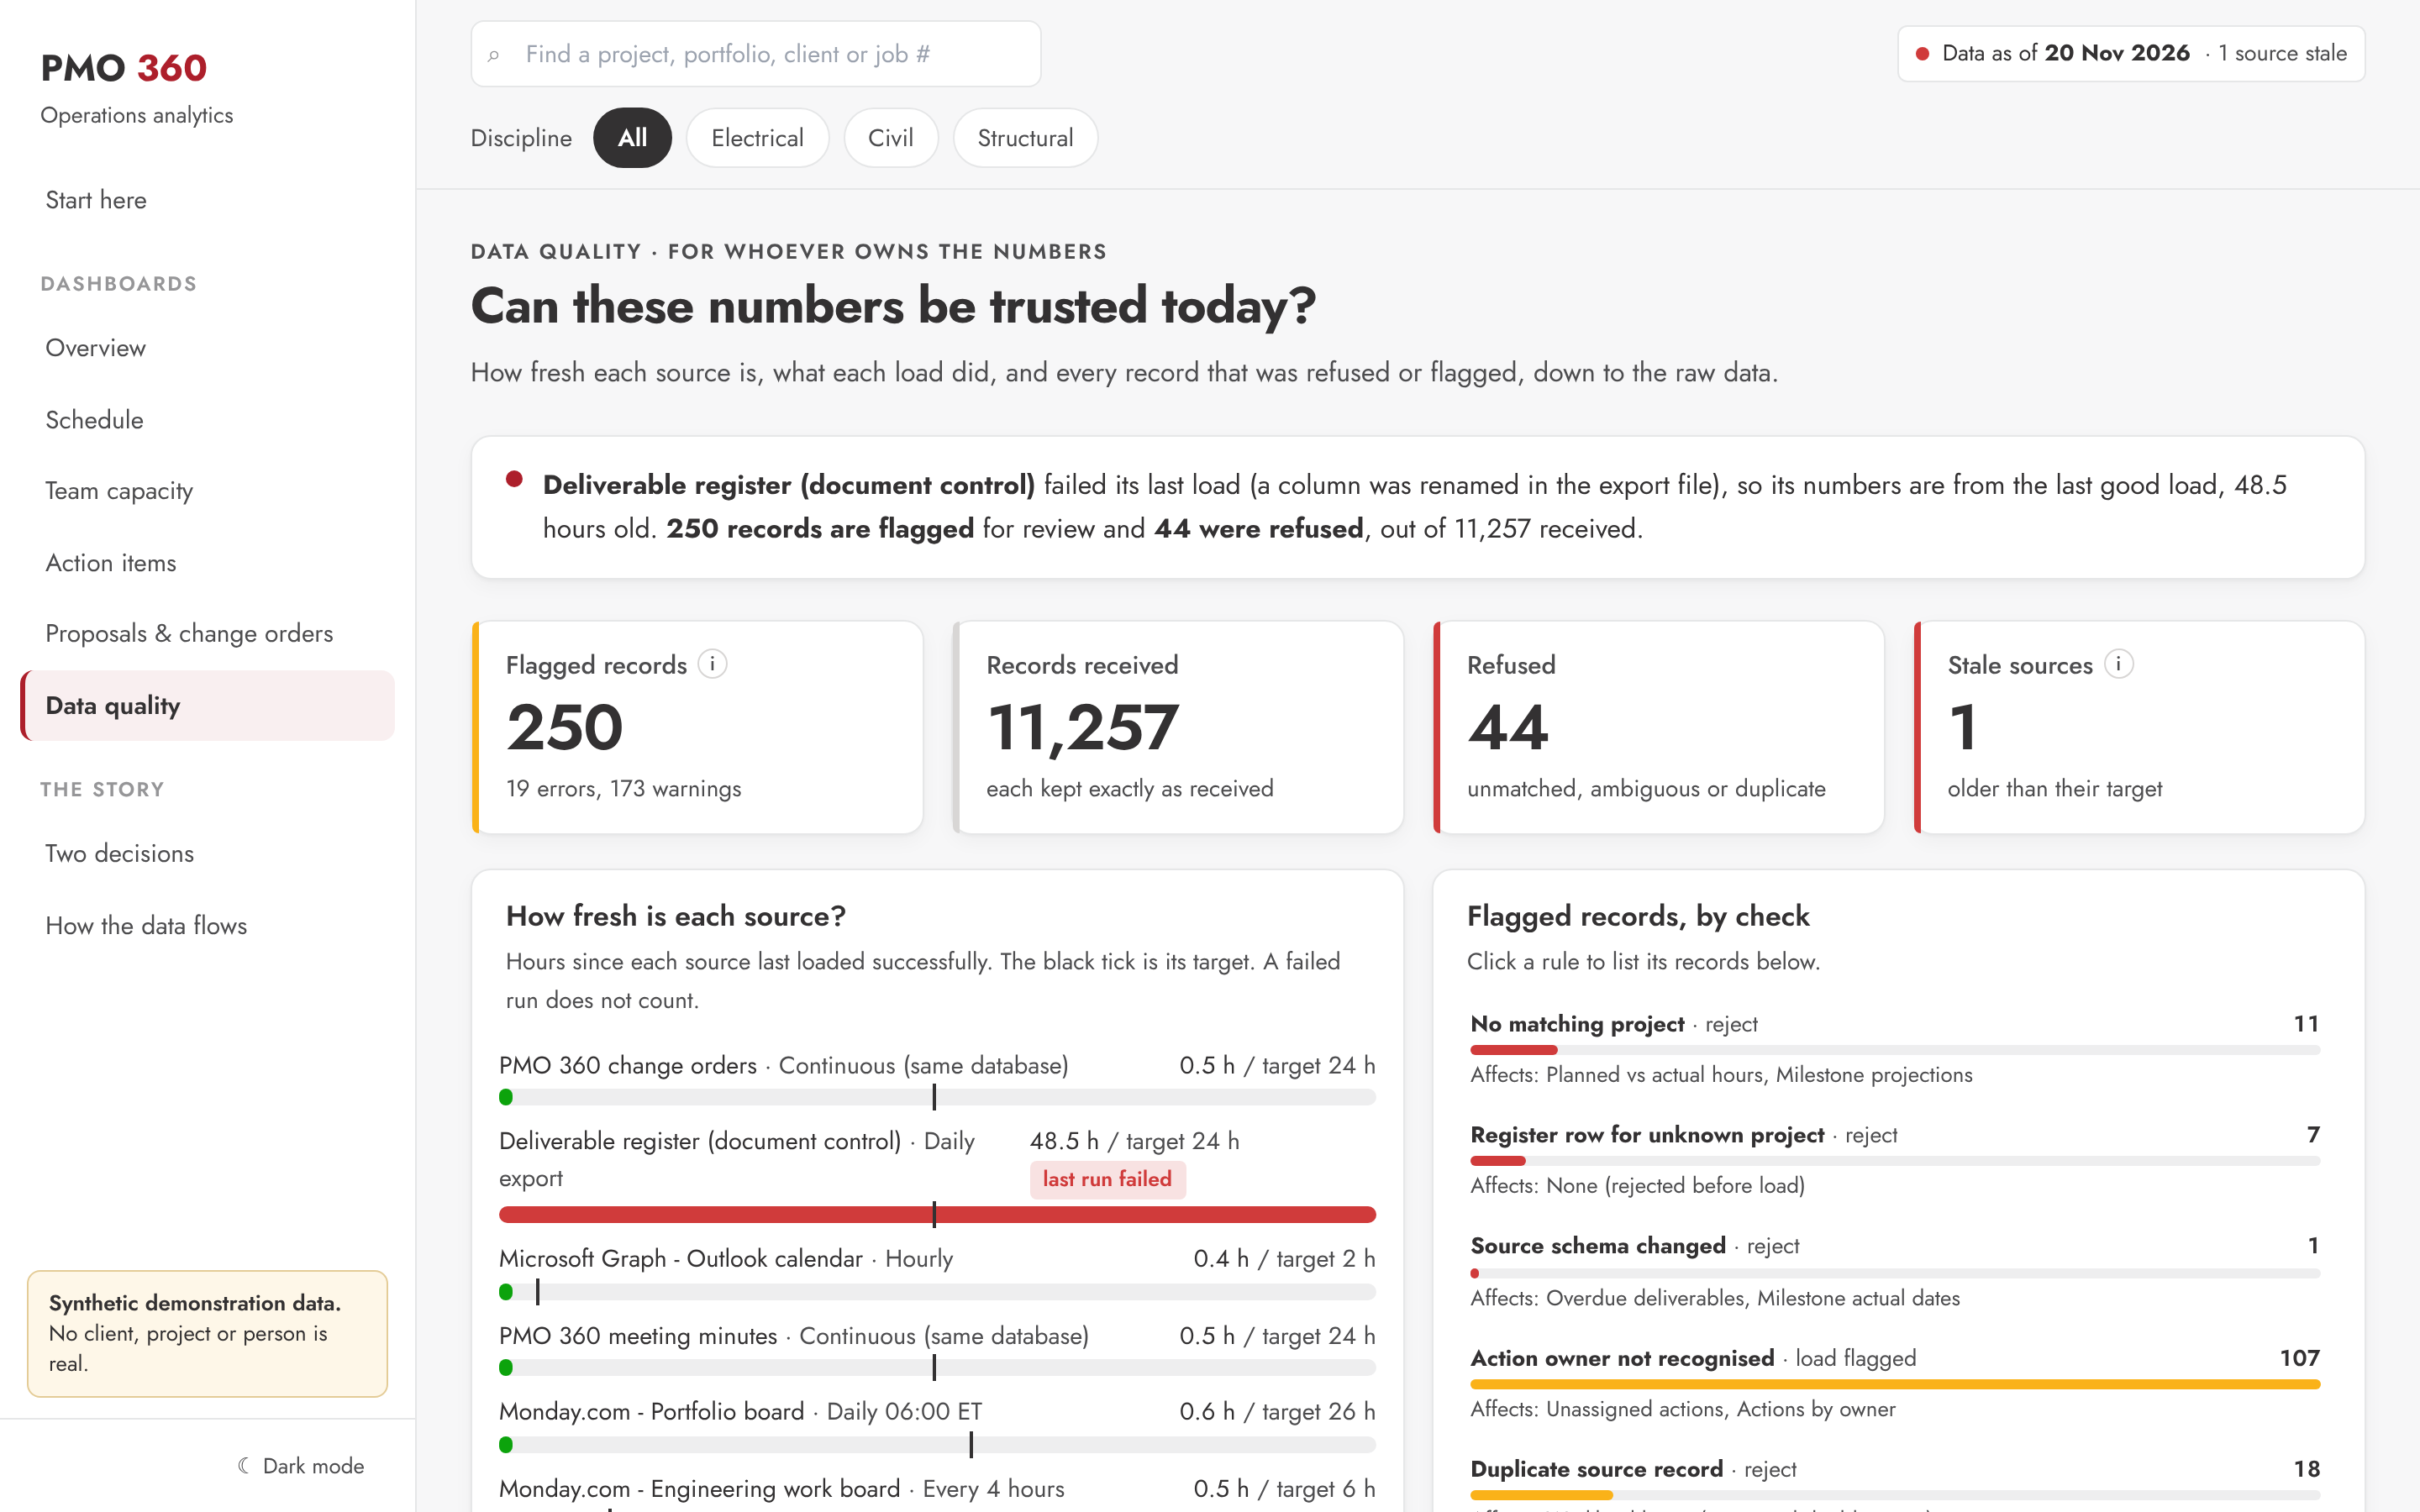 PMO 360
Operations analytics
Start here
DASHBOARDS
Overview
Schedule
Team capacity
Action items
Proposals & change orders
Data quality
THE STORY
Two decisions
How the data flows
Synthetic demonstration data.
No client, project or person is
real.
☾ Dark mode
Find a project, portfolio, client or job #
Data as of 20 Nov 2026 · 1 source stale
Discipline All Electrical Civil Structural
DATA QUALITY · FOR WHOEVER OWNS THE NUMBERS
Can these numbers be trusted today?
How fresh each source is, what each load did, and every record that was refused or flagged, down to the raw data.
Deliverable register (document control) failed its last load (a column was renamed in the export file), so its numbers are from the last good load, 48.5
hours old. 250 records are flagged for review and 44 were refused, out of 11,257 received.
Flagged records i
250
19 errors, 173 warnings
Records received
11,257
each kept exactly as received
Refused
44
unmatched, ambiguous or duplicate
Stale sources i
1
older than their target
How fresh is each source?
Hours since each source last loaded successfully. The black tick is its target. A failed
run does not count.
PMO 360 change orders · Continuous (same database) 0.5 h / target 24 h
Deliverable register (document control) · Daily
export
48.5 h / target 24 h
last run failed
Microsoft Graph - Outlook calendar · Hourly 0.4 h / target 2 h
PMO 360 meeting minutes · Continuous (same database) 0.5 h / target 24 h
Monday.com - Portfolio board · Daily 06:00 ET 0.6 h / target 26 h
Monday.com - Engineering work board · Every 4 hours 0.5 h / target 6 h
Flagged records, by check
Click a rule to list its records below.
No matching project · reject 11
Affects: Planned vs actual hours, Milestone projections
Register row for unknown project · reject 7
Affects: None (rejected before load)
Source schema changed · reject 1
Affects: Overdue deliverables, Milestone actual dates
Action owner not recognised · load flagged 107
Affects: Unassigned actions, Actions by owner
Duplicate source record · reject 18